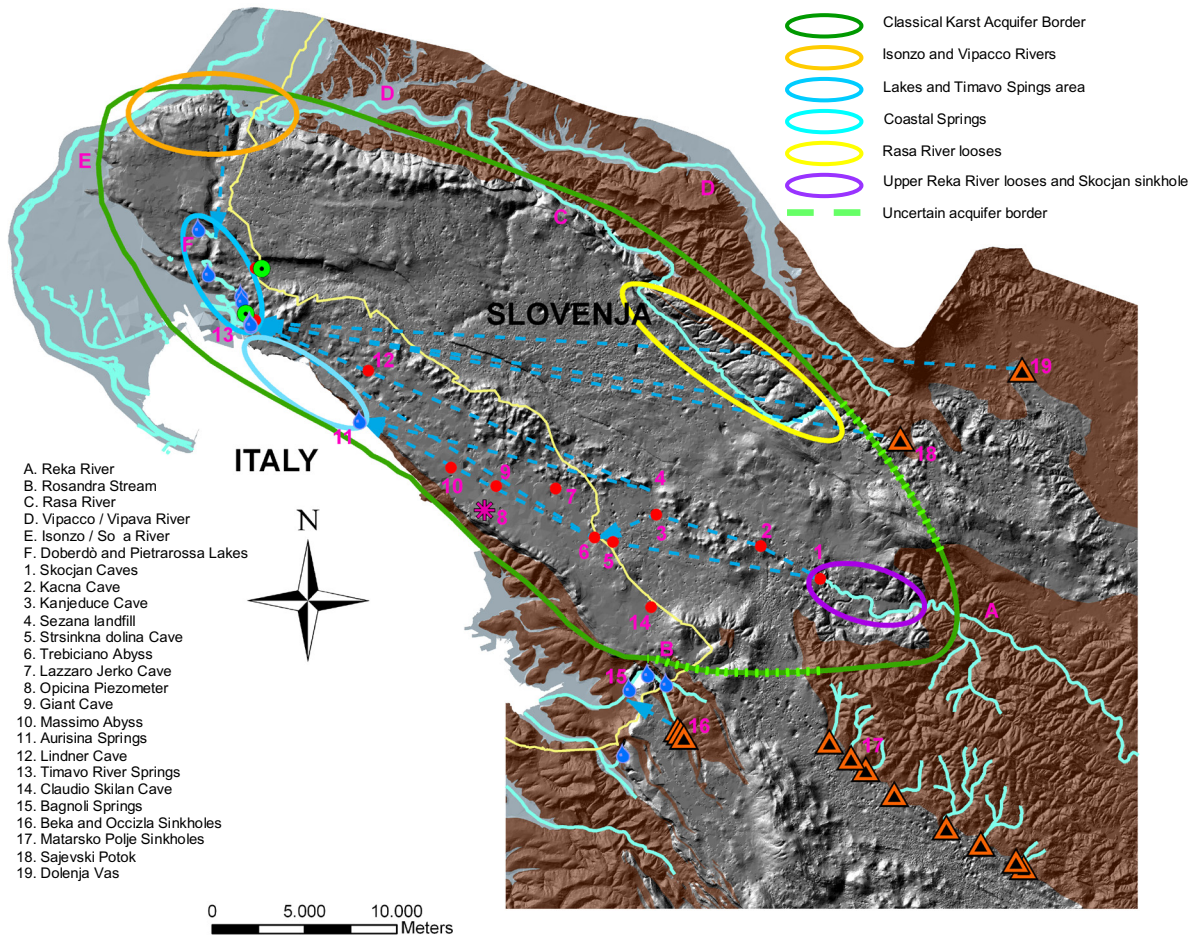 Classical Karst Acquifer Border
Isonzo and Vipacco Rivers
Lakes and Timavo Spings area
Coastal Springs
Rasa River looses
Upper Reka River looses and Skocjan sinkhole
Uncertain acquifer border
D
E
D
C
F
SLOVENJA
13
12
19
11
18
ITALY
9
10
7
4
8
3
2
6
5
1
14
A
B
15
16
17
A. Reka River
B. Rosandra Stream
C. Rasa River
D. Vipacco / Vipava River
E. Isonzo / So a River
F. Doberdò and Pietrarossa Lakes
1. Skocjan Caves
2. Kacna Cave
3. Kanjeduce Cave
4. Sezana landfill
5. Strsinkna dolina Cave
6. Trebiciano Abyss
7. Lazzaro Jerko Cave
8. Opicina Piezometer
9. Giant Cave
10. Massimo Abyss
11. Aurisina Springs
12. Lindner Cave
13. Timavo River Springs
14. Claudio Skilan Cave
15. Bagnoli Springs
16. Beka and Occizla Sinkholes
17. Matarsko Polje Sinkholes
18. Sajevski Potok
19. Dolenja Vas
N
0 5.000 10.000
Meters